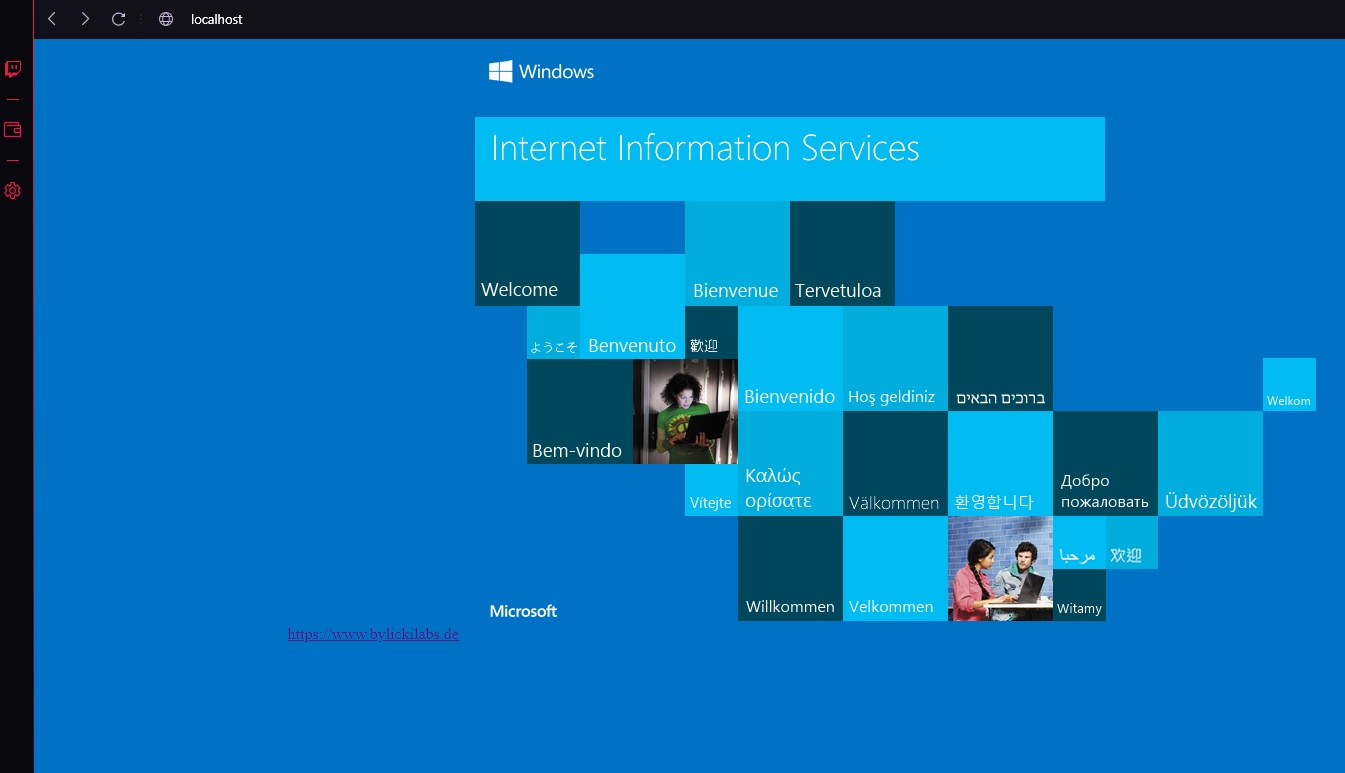 localhost
Windows
Internet Information Services
Welcome
Bienvenue
Tervetuloa
ようこそ
Benvenuto
歡迎
Bienvenido
Hoş geldiniz
ברוכים הבאים
Welkom
Bem-vindo
Vítejte
Καλώς
ορίσατε
Välkommen
환영합니다
Добро
пожаловать
Üdvözöljük
Willkommen
Velkommen
مرحبا
欢迎
Witamy
Microsoft
https://www.bylickilabs.de